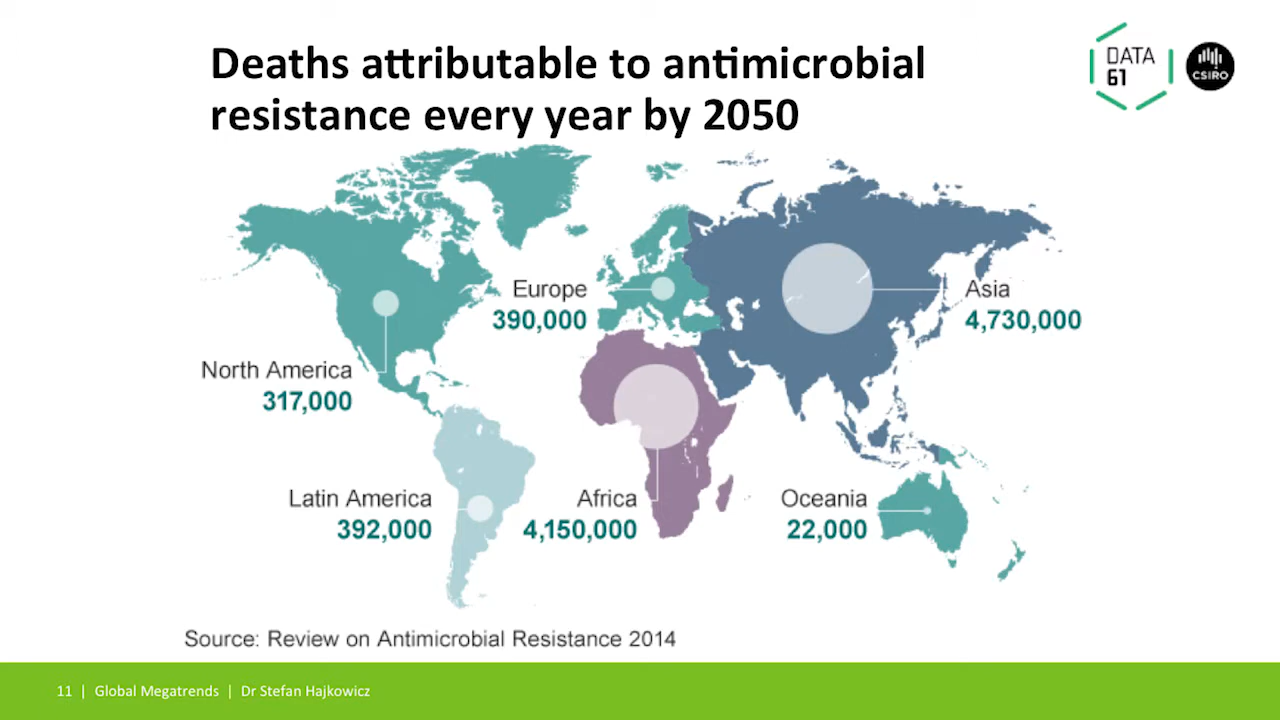 Deaths attributable to antimicrobial
resistance every year by 2050
DATA
61
CSIRO
Europe
390,000
Asia
4,730,000
North America
317,000
Latin America
392,000
Africa
4,150,000
Oceania
22,000
Source: Review on Antimicrobial Resistance 2014
11 | Global Megatrends | Dr Stefan Hajkowicz